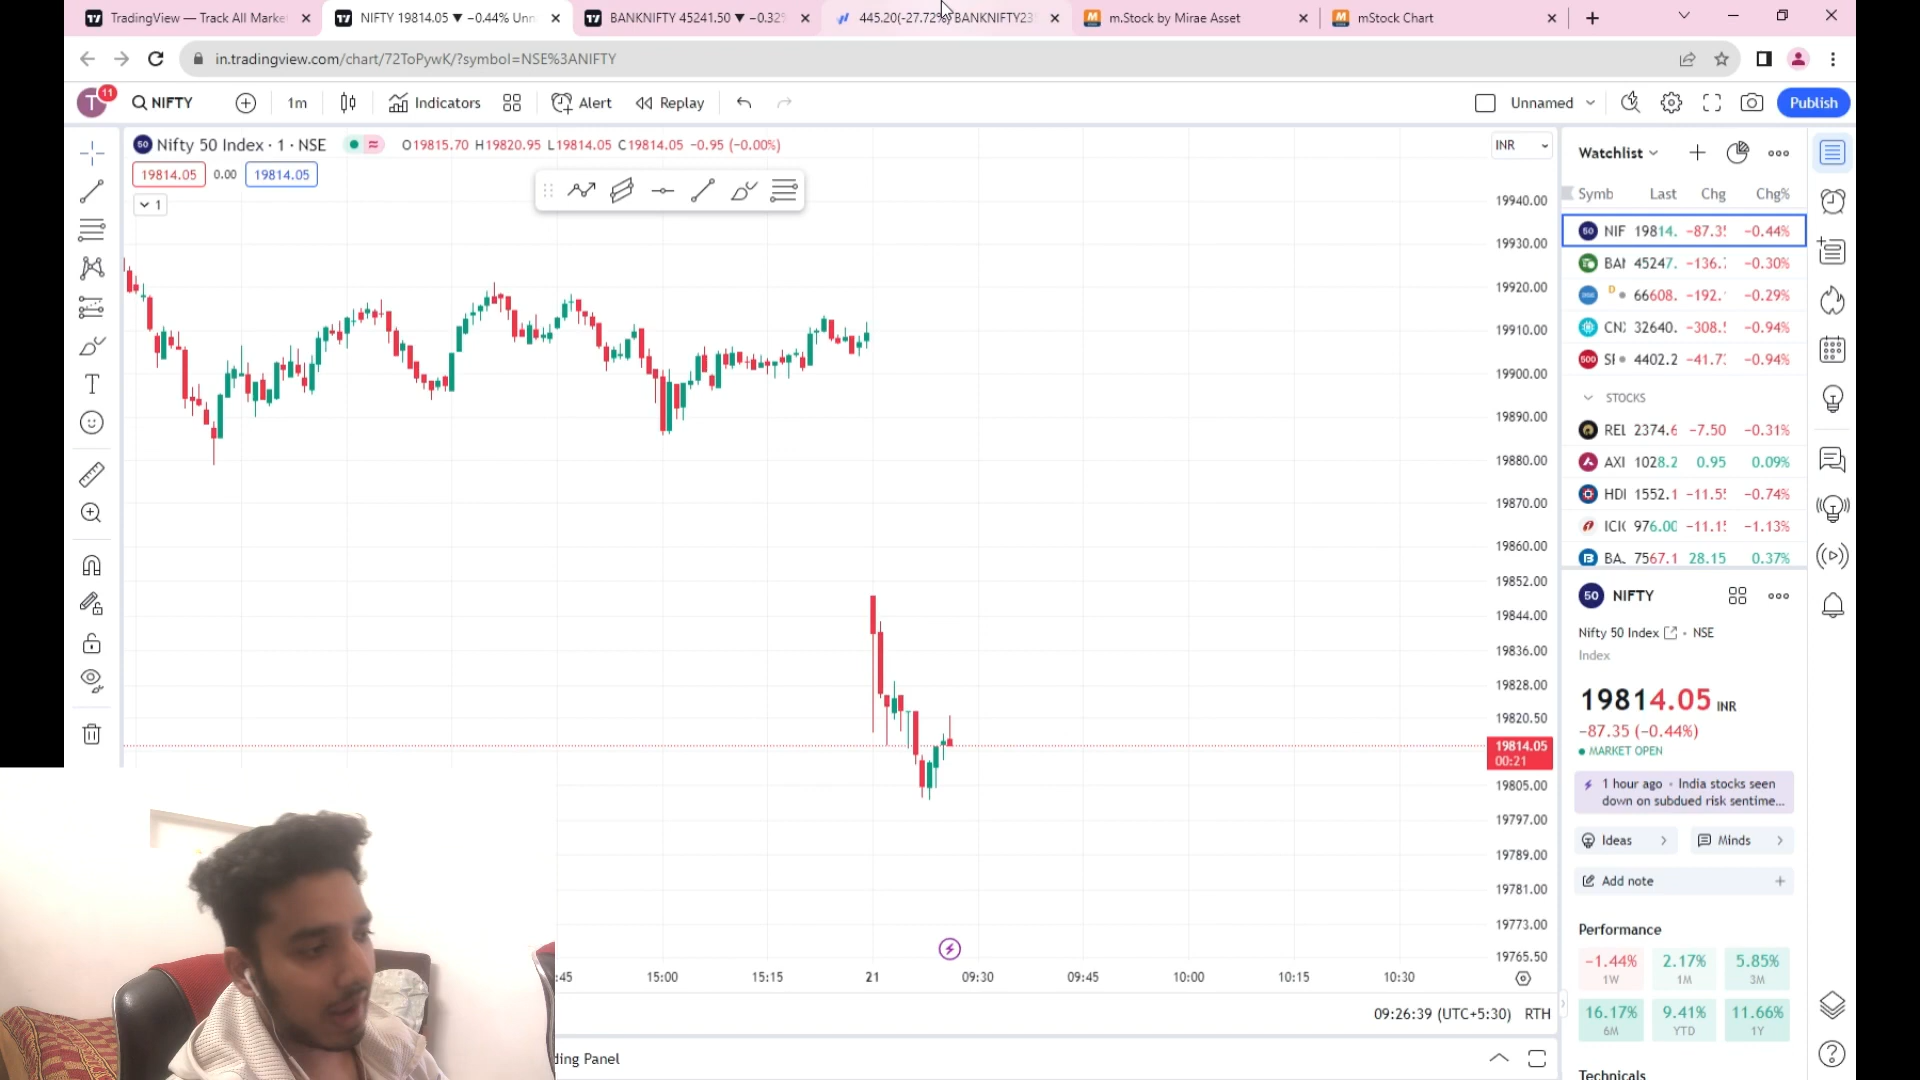 TradingView — Track All Marke
NIFTY 19814.05 ▼ −0.44% Unn
BANKNIFTY 45241.50 ▼ −0.32%
445.20(-27.72%) BANKNIFTY23
m.Stock by Mirae Asset
mStock Chart
in.tradingview.com/chart/72ToPywK/?symbol=NSE%3ANIFTY
T 11
NIFTY
1m
Indicators
Alert
Replay
Unnamed
Publish
50 Nifty 50 Index · 1 · NSE
O19815.70 H19820.95 L19814.05 C19814.05 −0.95 (−0.00%)
INR
19814.05 0.00 19814.05
1
19940.00
19930.00
19920.00
19910.00
19900.00
19890.00
19880.00
19870.00
19860.00
19852.00
19844.00
19836.00
19828.00
19820.50
19814.05
00:21
19805.00
19797.00
19789.00
19781.00
19773.00
19765.50
:45 15:00 15:15 21 09:30 09:45 10:00 10:15 10:30
09:26:39 (UTC+5:30) RTH
ding Panel
Watchlist
Symb Last Chg Chg%
50 NIF 19814. −87.3 −0.44%
BAI 45247. −136. −0.30%
D 66608. −192. −0.29%
CN 32640. −308. −0.94%
500 SI 4402.2 −41.7 −0.94%
STOCKS
REL 2374.6 −7.50 −0.31%
AXI 1028.2 0.95 0.09%
HDI 1552.1 −11.5 −0.74%
ICI 976.00 −11.1 −1.13%
BA. 7567.1 28.15 0.37%
50 NIFTY
Nifty 50 Index · NSE
Index
19814.05 INR
−87.35 (−0.44%)
MARKET OPEN
1 hour ago · India stocks seen
down on subdued risk sentime...
Ideas
Minds
Add note
Performance
−1.44% 2.17% 5.85%
1W 1M 3M
16.17% 9.41% 11.66%
6M YTD 1Y
Technicals